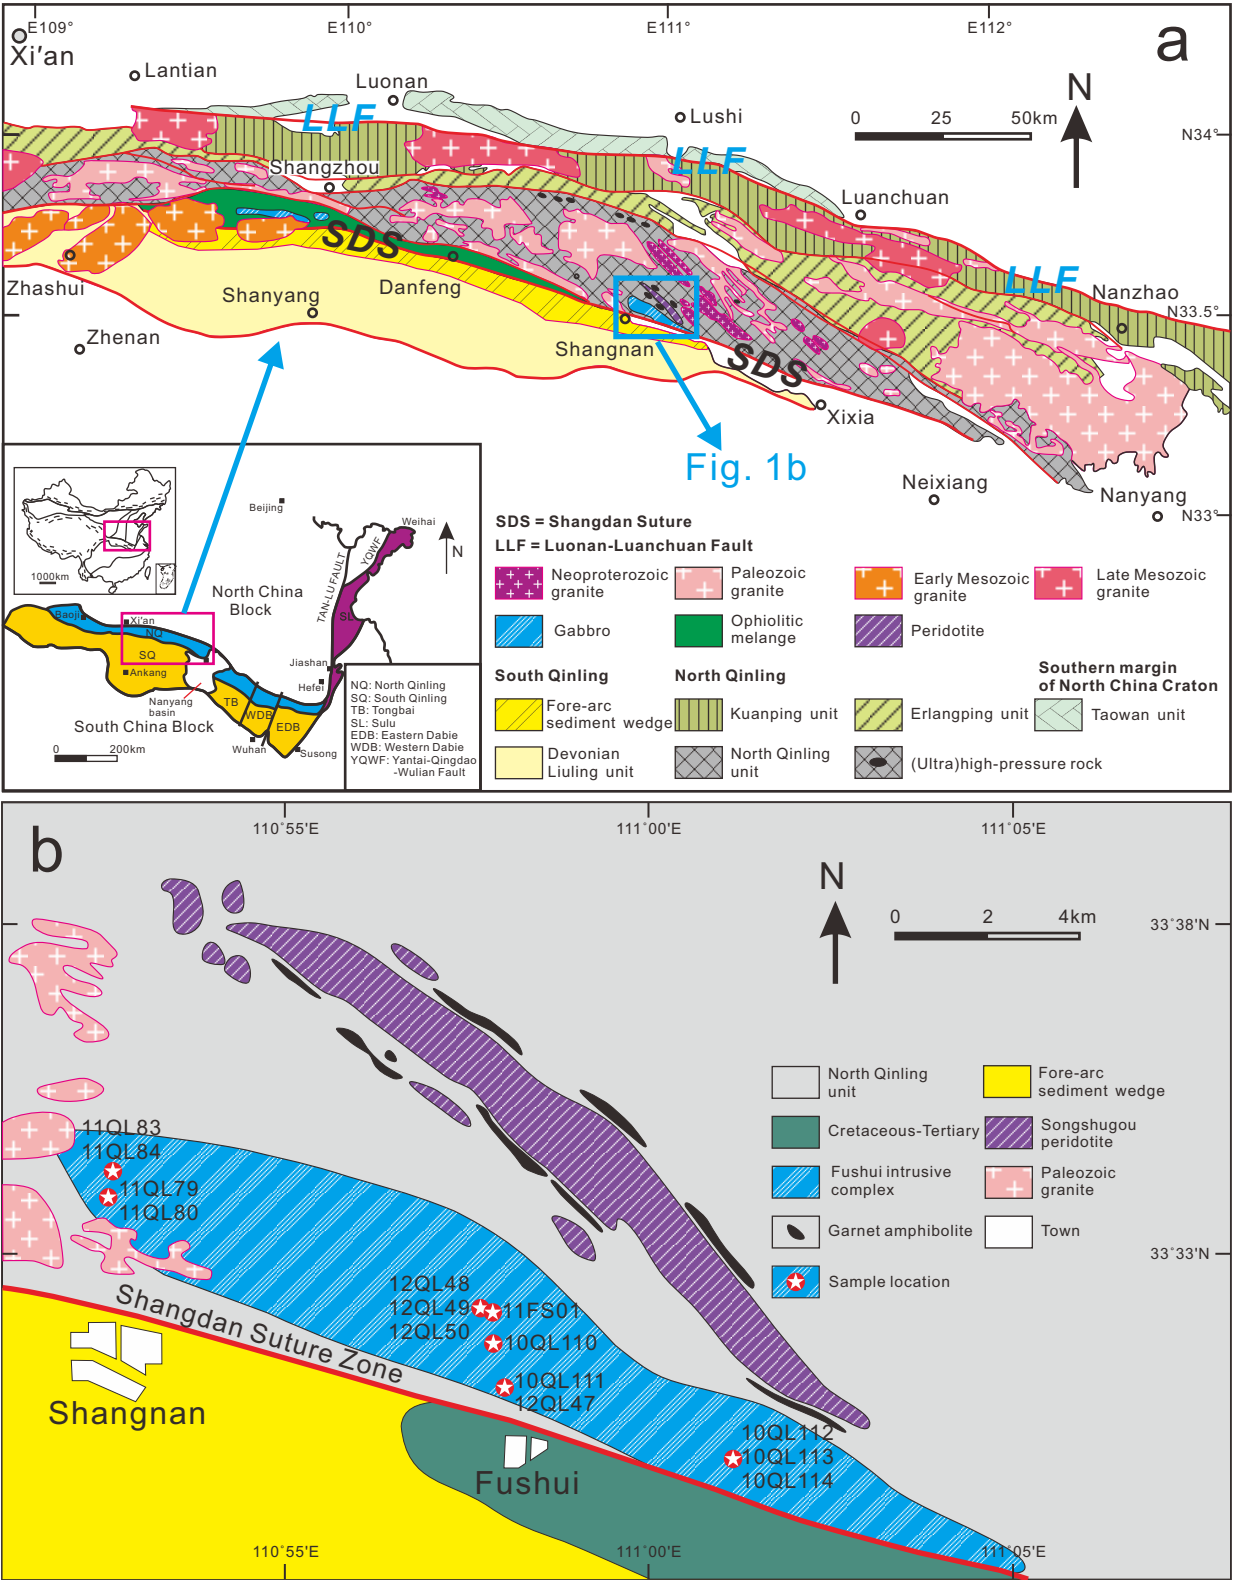 E109°
E110°
E111°
E112°
a
Xi'an
Lantian
Luonan
Lushi
N
0 25 50km
N34°
LLF
LLF
Shangzhou
Luanchuan
SDS
LLF
Nanzhao
Zhashui
Shanyang
Danfeng
N33.5°
Zhenan
Shangnan
SDS
Xixia
Fig. 1b
Neixiang
Nanyang
N33°
Beijing
Weihai
N
YQWF
TAN-LU FAULT
1000km
North China
Block
SL
Baoji
Xi'an
NQ
SQ
Ankang
Jiashan
Hefei
Nanyang
basin
TB
WDB
EDB
South China Block
Wuhan
Susong
0 200km
NQ: North Qinling
SQ: South Qinling
TB: Tongbai
SL: Sulu
EDB: Eastern Dabie
WDB: Western Dabie
YQWF: Yantai-Qingdao
-Wulian Fault
SDS = Shangdan Suture
LLF = Luonan-Luanchuan Fault
Neoproterozoic
granite
Paleozoic
granite
Early Mesozoic
granite
Late Mesozoic
granite
Gabbro
Ophiolitic
melange
Peridotite
South Qinling
North Qinling
Southern margin
of North China Craton
Fore-arc
sediment wedge
Kuanping unit
Erlangping unit
Taowan unit
Devonian
Liuling unit
North Qinling
unit
(Ultra)high-pressure rock
b
110°55'E
111°00'E
111°05'E
N
0 2 4km
33°38'N
North Qinling
unit
Fore-arc
sediment wedge
Cretaceous-Tertiary
Songshugou
peridotite
Fushui intrusive
complex
Paleozoic
granite
Garnet amphibolite
Town
Sample location
33°33'N
11QL83
11QL84
11QL79
11QL80
12QL48
12QL49
11FS01
12QL50
10QL110
10QL111
12QL47
10QL112
10QL113
10QL114
Shangdan Suture Zone
Shangnan
Fushui
110°55'E
111°00'E
111°05'E